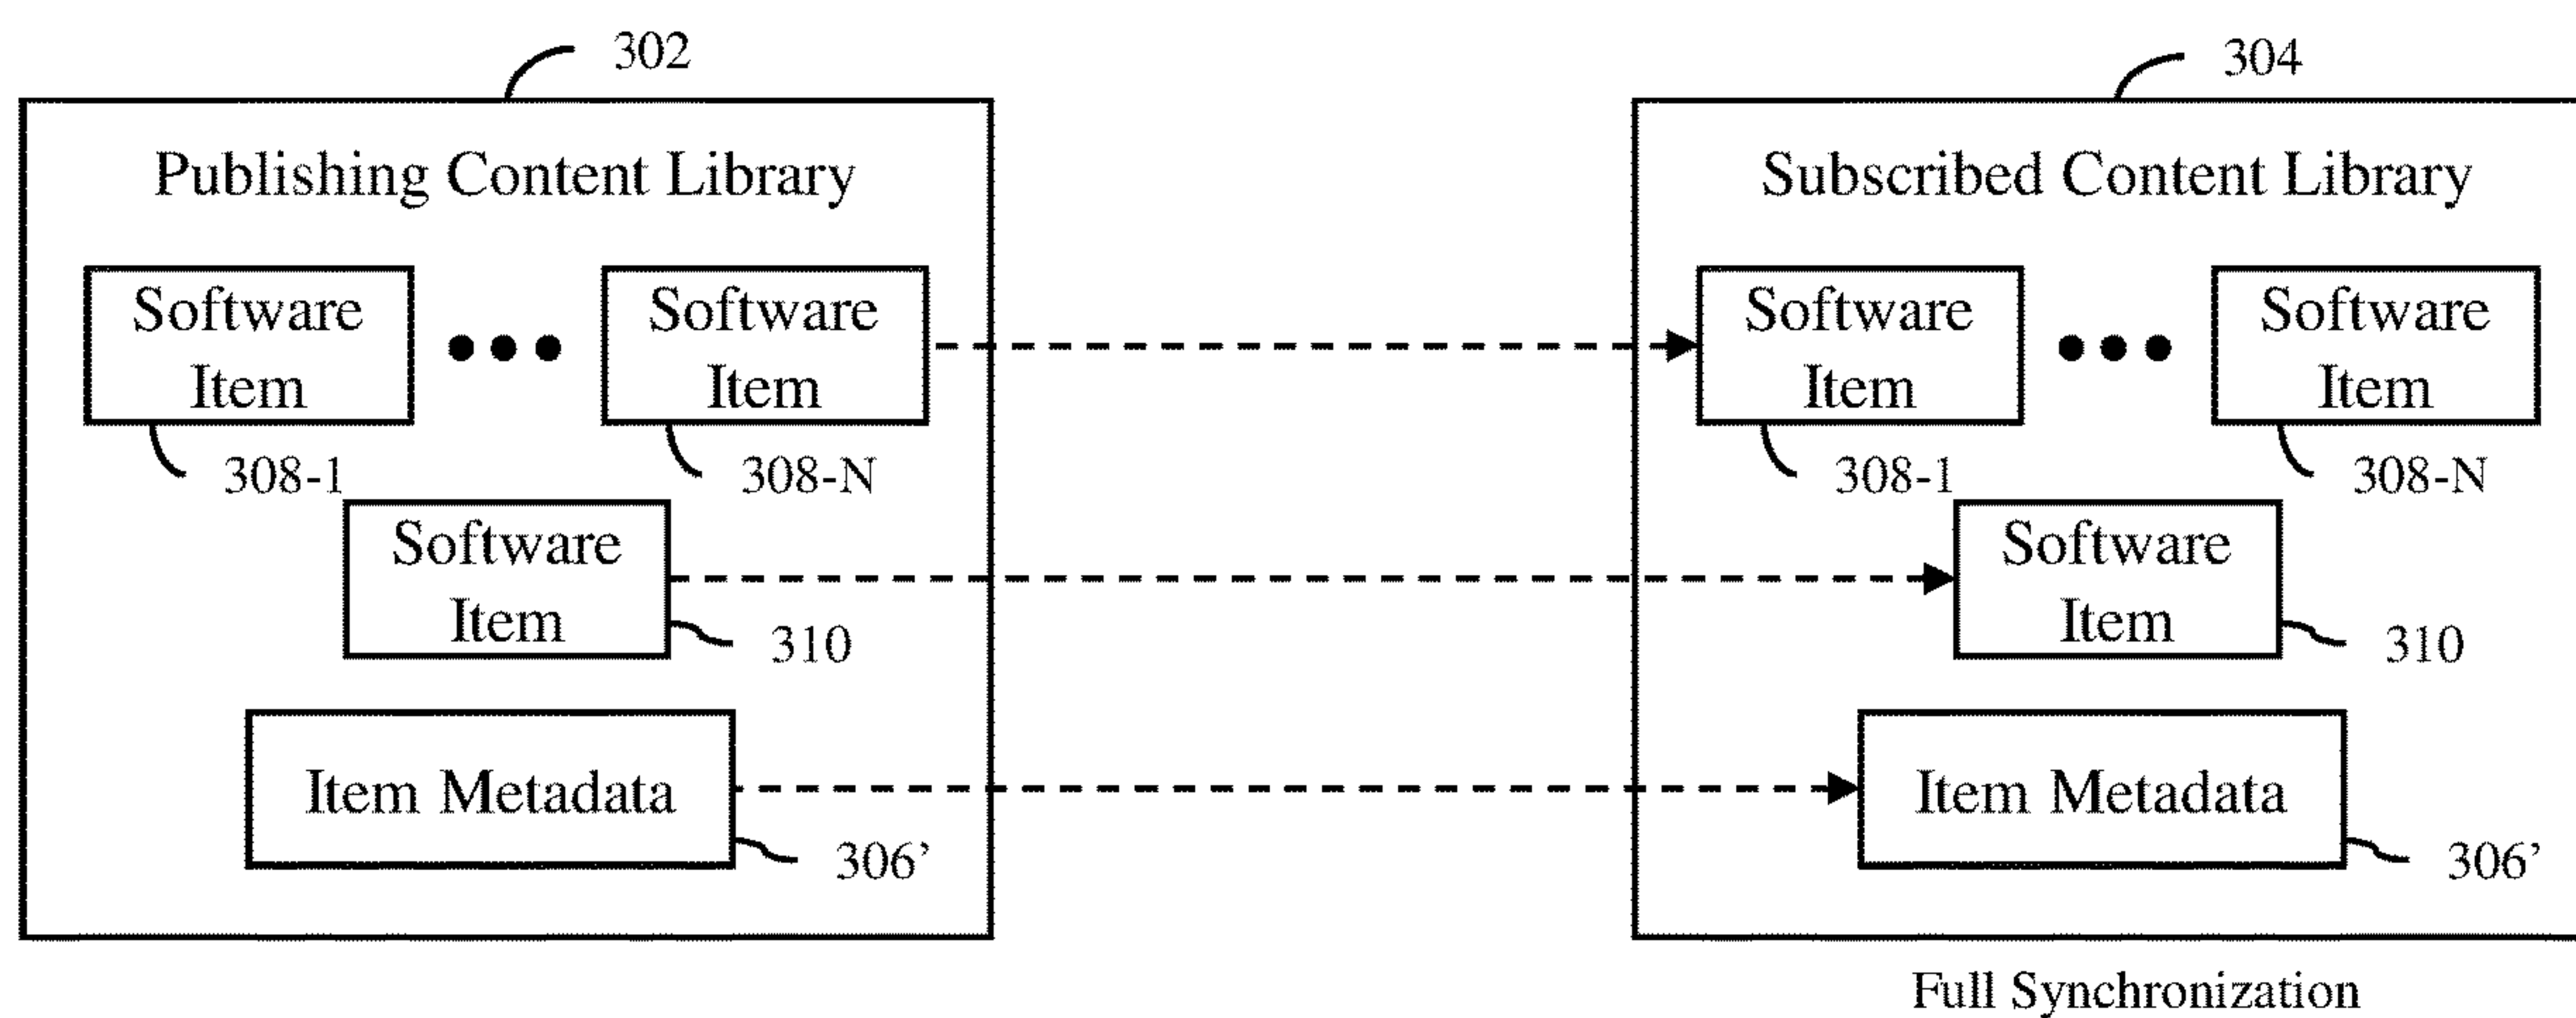 302
304
Publishing Content Library
Subscribed Content Library
Software
Item
Software
Item
Software
Item
Software
Item
308-1
308-N
308-1
308-N
Software
Item
310
Software
Item
310
Item Metadata
306’
Item Metadata
306’
Full Synchronization